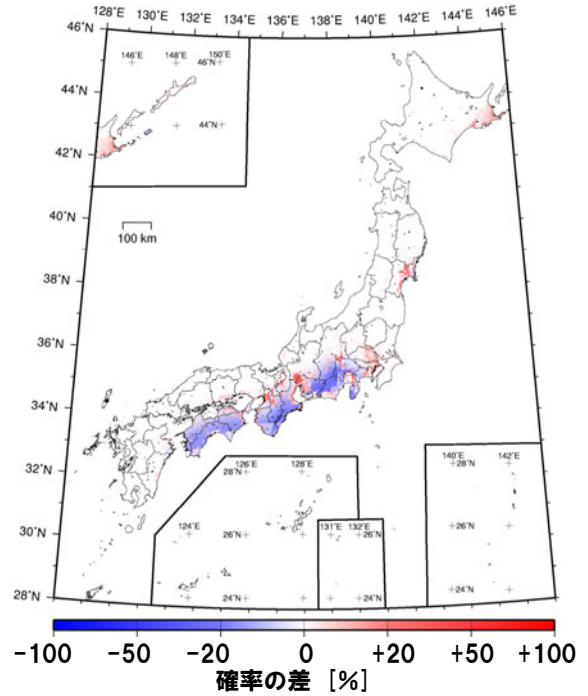 128°E 130°E 132°E 134°E 136°E 138°E 140°E 142°E 144°E 146°E
46°N
146°E 148°E 150°E
46°N
44°N
44°N
42°N
40°N
100 km
38°N
36°N
34°N
32°N
126°E 128°E
28°N
140°E 142°E
28°N
124°E
131°E 132°E
30°N
26°N
26°N
26°N
28°N
24°N
24°N
24°N
-100 -50 -20 0 +20 +50 +100
確率の差 [%]